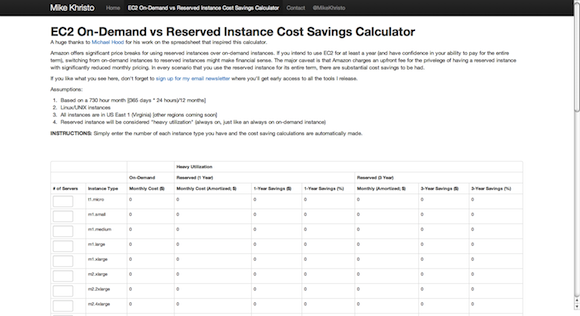 Mike Khristo Home EC2 On-Demand vs Reserved Instance Cost Savings Calculator Contact @MikeKhristo
EC2 On-Demand vs Reserved Instance Cost Savings Calculator
A huge thanks to Michael Hood for his work on the spreadsheet that inspired this calculator.
Amazon offers significant price breaks for using reserved instances over on-demand instances. If you intend to use EC2 for at least a year (and have confidence in your ability to pay for the entire
term), switching from on-demand instances to reserved instances might make financial sense. The major caveat is that Amazon charges an upfront fee for the privelege of having a reserved instance
with significantly reduced monthly pricing. In every scenario that you use the reserved instance for its entire term, there are substantial cost savings to be had.
If you like what you see here, don't forget to sign up for my email newsletter where you'll get early access to all the tools I release.
Assumptions:
1. Based on a 730 hour month [(365 days * 24 hours)/12 months]
2. Linux/UNIX instances
3. All instances are in US East 1 (Virginia) [other regions coming soon]
4. Reserved instance will be considered "heavy utilization" (always on, just like an always on on-demand instance)
INSTRUCTIONS: Simply enter the number of each instance type you have and the cost saving calculations are automatically made.
Heavy Utilization
On-Demand Reserved (1 Year) Reserved (3 Year)
# of Servers Instance Type Monthly Cost ($) Monthly Cost (Amortized; $) 1-Year Savings ($) 1-Year Savings (%) Monthly (Amortized; $) 3-Year Savings ($) 3-Year Savings (%)
t1.micro 0 0 0 0 0 0 0
m1.small 0 0 0 0 0 0 0
m1.medium 0 0 0 0 0 0 0
m1.large 0 0 0 0 0 0 0
m1.xlarge 0 0 0 0 0 0 0
m2.xlarge 0 0 0 0 0 0 0
m2.2xlarge 0 0 0 0 0 0 0
m2.4xlarge 0 0 0 0 0 0 0